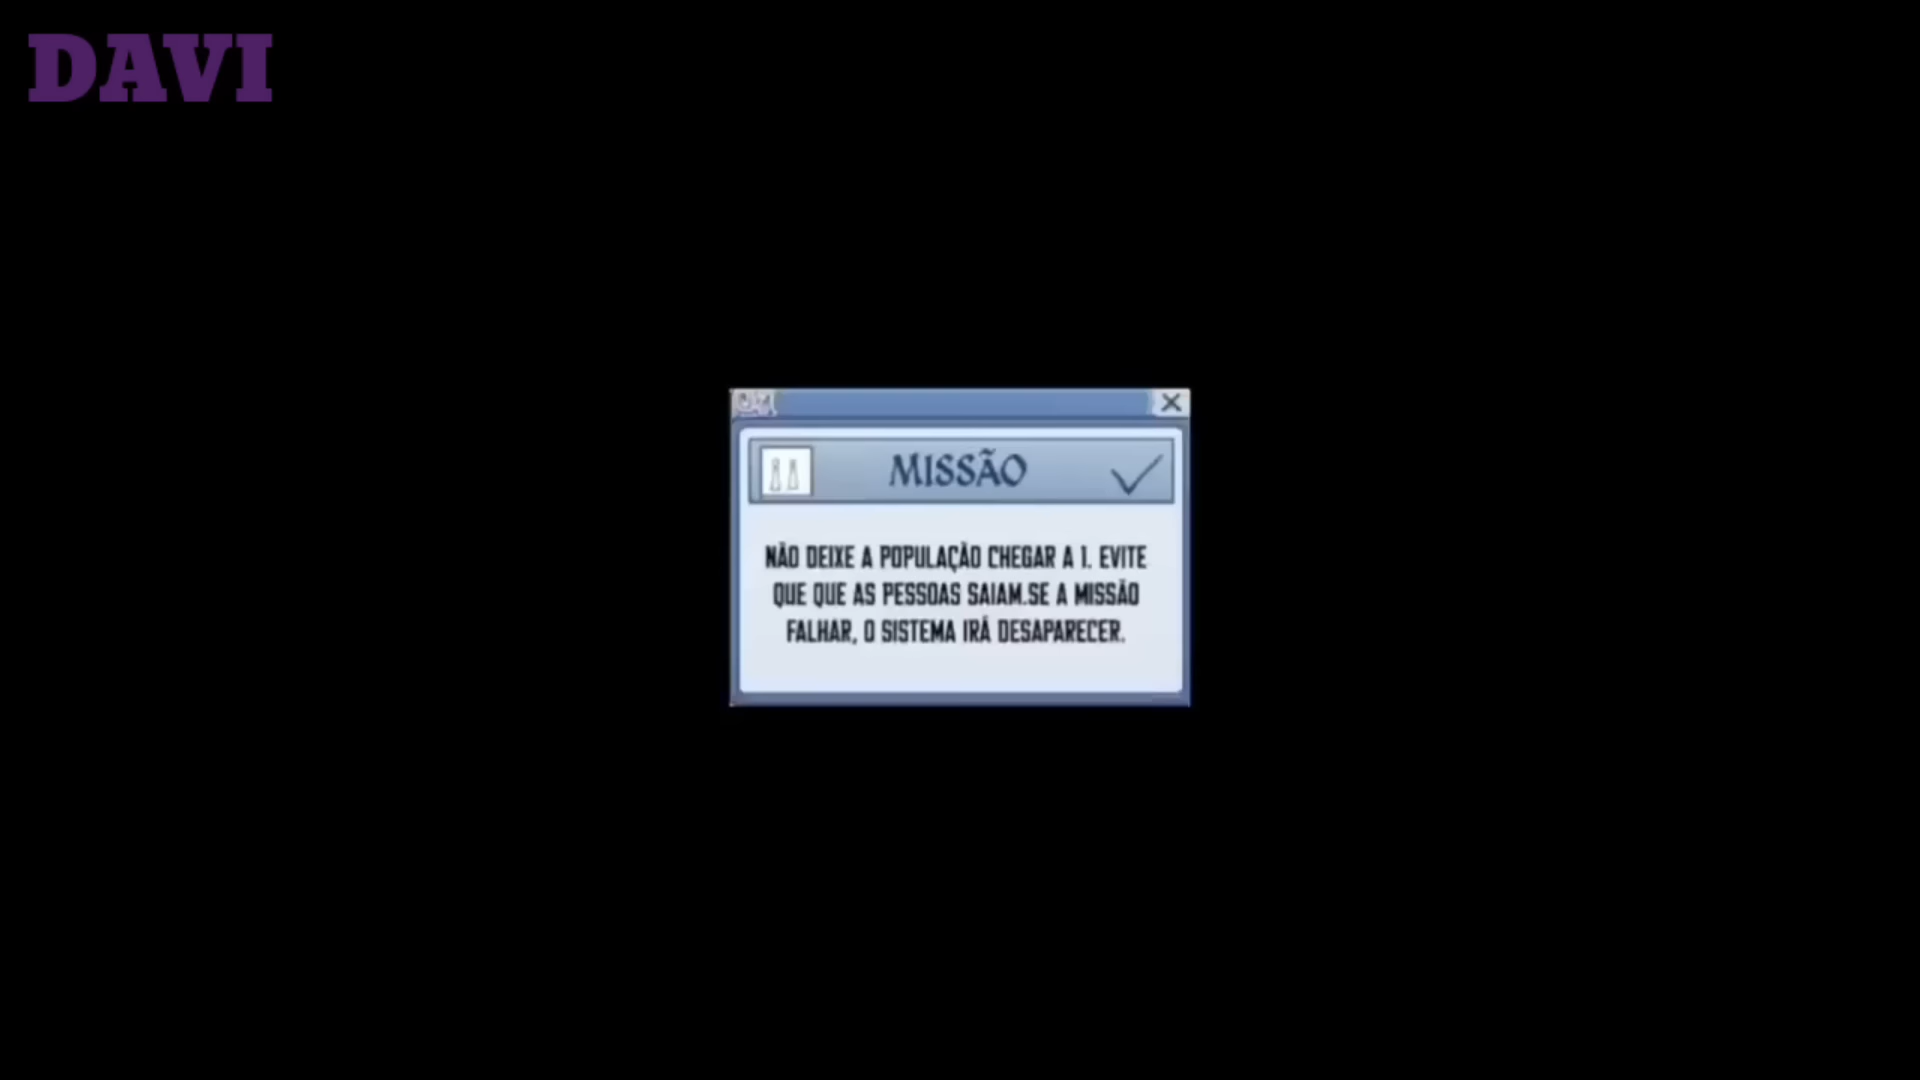 DAVI
MISSÃO
NÃO DEIXE A POPULAÇÃO CHEGAR A 1. EVITE
QUE QUE AS PESSOAS SAIAM.SE A MISSÃO
FALHAR, O SISTEMA IRÁ DESAPARECER.